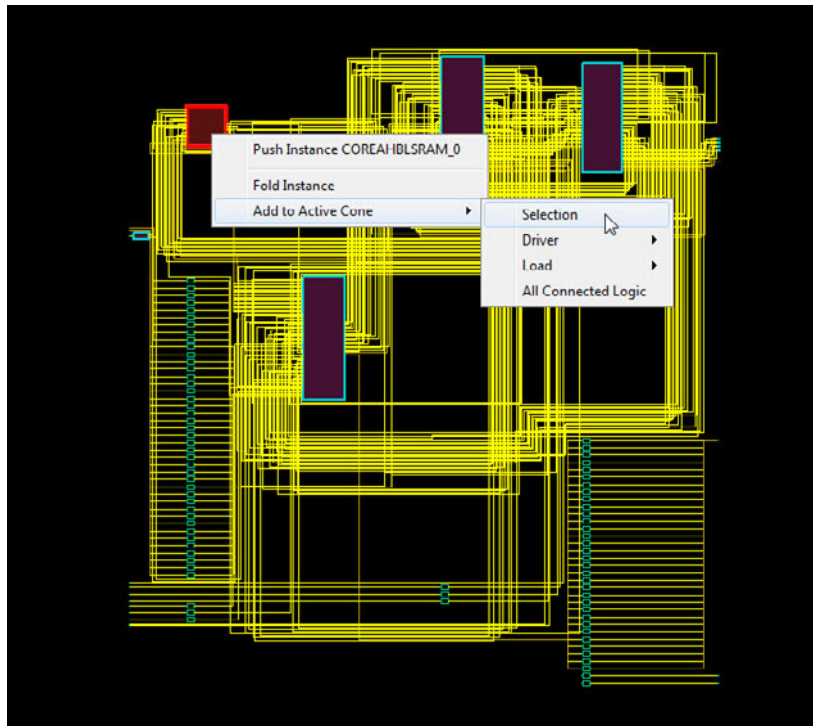 Push Instance COREAHBLSRAM_0
Fold Instance
Add to Active Cone
Selection
Driver
Load
All Connected Logic